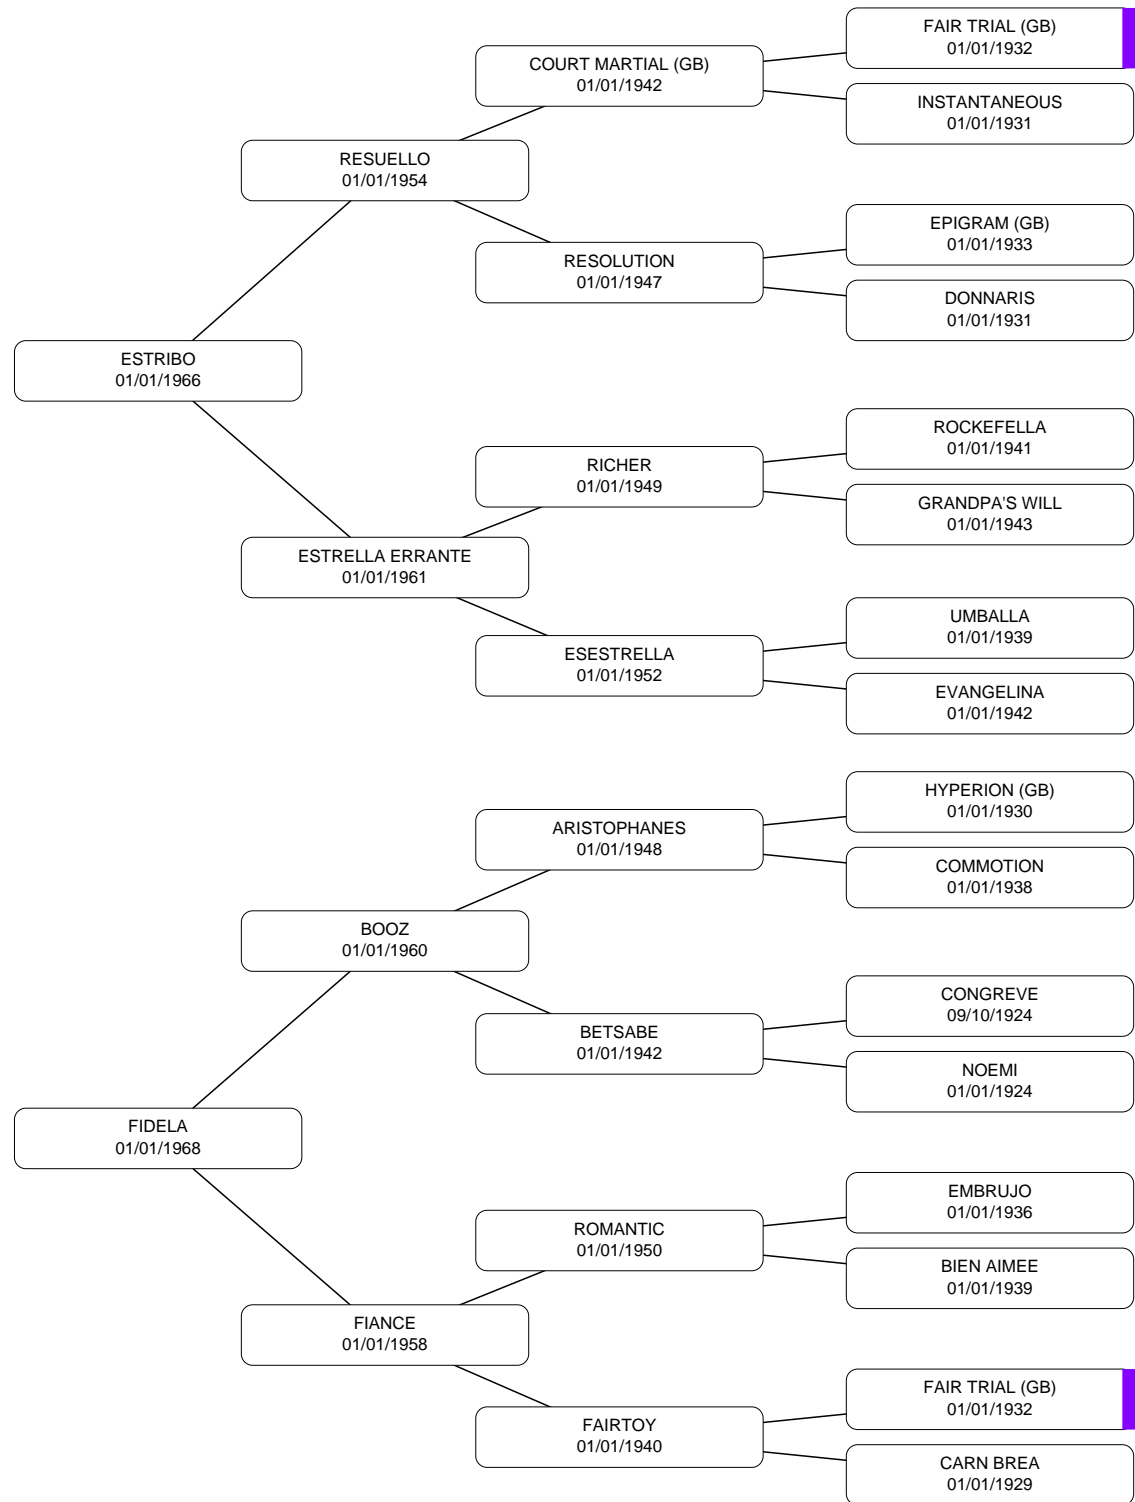 FAIR TRIAL (GB)
01/01/1932
COURT MARTIAL (GB)
01/01/1942
INSTANTANEOUS
01/01/1931
RESUELLO
01/01/1954
EPIGRAM (GB)
01/01/1933
RESOLUTION
01/01/1947
DONNARIS
01/01/1931
ESTRIBO
01/01/1966
ROCKEFELLA
01/01/1941
RICHER
01/01/1949
GRANDPA'S WILL
01/01/1943
ESTRELLA ERRANTE
01/01/1961
UMBALLA
01/01/1939
ESESTRELLA
01/01/1952
EVANGELINA
01/01/1942
HYPERION (GB)
01/01/1930
ARISTOPHANES
01/01/1948
COMMOTION
01/01/1938
BOOZ
01/01/1960
CONGREVE
09/10/1924
BETSABE
01/01/1942
NOEMI
01/01/1924
FIDELA
01/01/1968
EMBRUJO
01/01/1936
ROMANTIC
01/01/1950
BIEN AIMEE
01/01/1939
FIANCE
01/01/1958
FAIR TRIAL (GB)
01/01/1932
FAIRTOY
01/01/1940
CARN BREA
01/01/1929